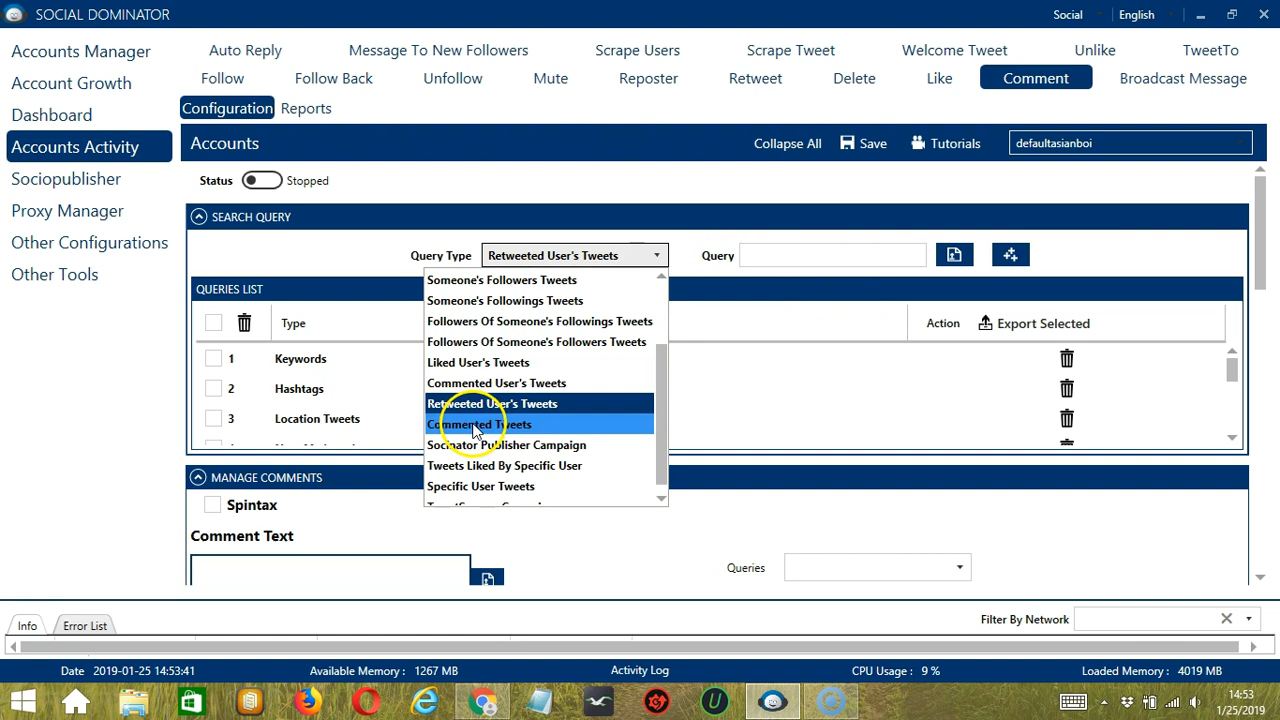 SOCIAL DOMINATOR
Social
English
Accounts Manager
Account Growth
Dashboard
Accounts Activity
Sociopublisher
Proxy Manager
Other Configurations
Other Tools
Auto Reply
Message To New Followers
Scrape Users
Scrape Tweet
Welcome Tweet
Unlike
TweetTo
Follow
Follow Back
Unfollow
Mute
Reposter
Retweet
Delete
Like
Comment
Broadcast Message
Configuration
Reports
Accounts
Collapse All
Save
Tutorials
defaultasianboi
Status
Stopped
SEARCH QUERY
Query Type
Retweeted User's Tweets
Query
Someone's Followers Tweets
Someone's Followings Tweets
Followers Of Someone's Followings Tweets
Followers Of Someone's Followers Tweets
Liked User's Tweets
Commented User's Tweets
Retweeted User's Tweets
Commented Tweets
Socinator Publisher Campaign
Tweets Liked By Specific User
Specific User Tweets
QUERIES LIST
Type
Action
Export Selected
1 Keywords
2 Hashtags
3 Location Tweets
MANAGE COMMENTS
Spintax
Comment Text
Queries
Info
Error List
Filter By Network
Date 2019-01-25 14:53:41
Available Memory : 1267 MB
Activity Log
CPU Usage : 9 %
Loaded Memory : 4019 MB
14:53
1/25/2019